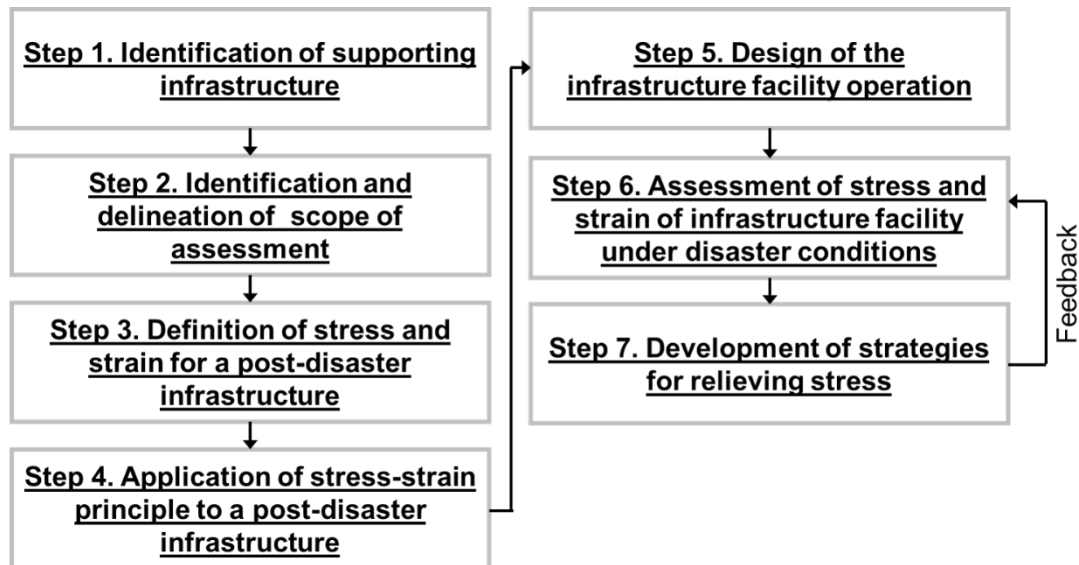 Step 1. Identification of supporting
infrastructure
Step 2. Identification and
delineation of scope of
assessment
Step 3. Definition of stress and
strain for a post-disaster
infrastructure
Step 4. Application of stress-strain
principle to a post-disaster
infrastructure
Step 5. Design of the
infrastructure facility operation
Step 6. Assessment of stress and
strain of infrastructure facility
under disaster conditions
Step 7. Development of strategies
for relieving stress
Feedback